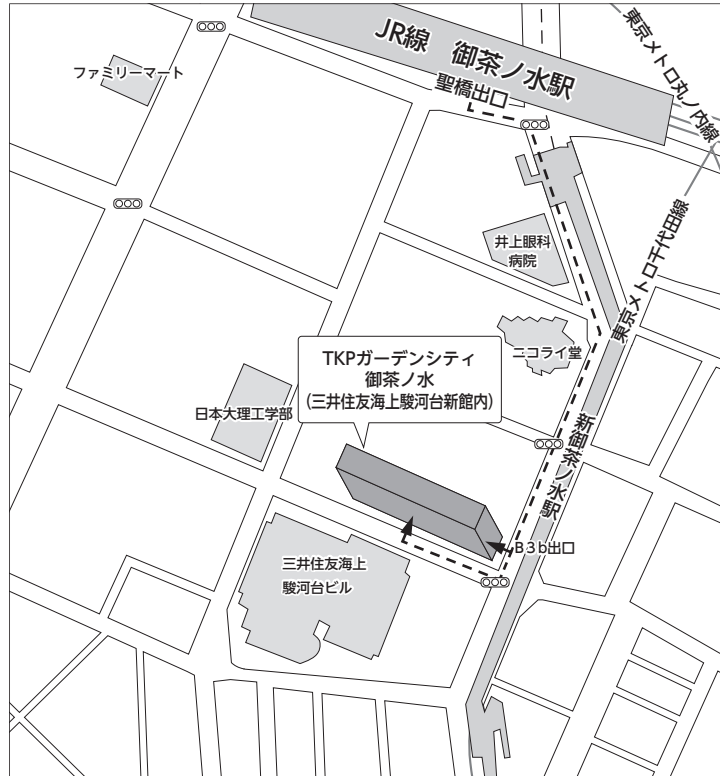 JR線 御茶ノ水駅
聖橋出口
東京メトロ丸ノ内線
ファミリーマート
東京メトロ千代田線
井上眼科
病院
ニコライ堂
TKPガーデンシティ
御茶ノ水
(三井住友海上駿河台新館内)
日本大理工学部
新御茶ノ水駅
B3b出口
三井住友海上
駿河台ビル